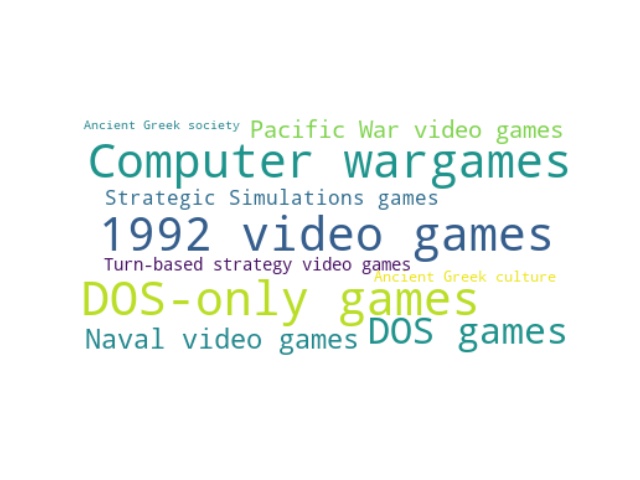 Ancient Greek society
Pacific War video games
Computer wargames
Strategic Simulations games
1992 video games
Turn-based strategy video games
Ancient Greek culture
DOS-only games
DOS games
Naval video games